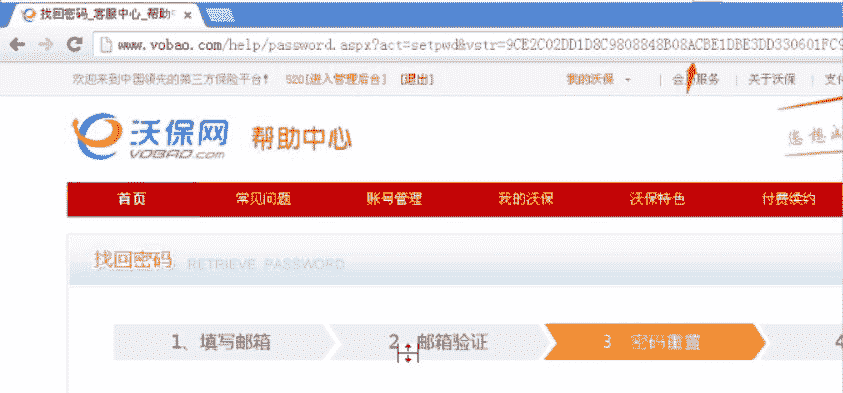 找回密码_客服中心_帮助
www.vobao.com/help/password.aspx?act=setpwd&vstr=9CE2C02DD1D8C9808848B08ACBE1DBE3DD330601FC9
欢迎来到中国领先的第三方保险平台! 520[进入管理后台] [退出] 我的沃保 | 会员服务 | 关于沃保 | 支付
沃保网 帮助中心
VOBAO.com
您想
首页 常见问题 账号管理 我的沃保 沃保特色 付费续约
找回密码 RETRIEVE PASSWORD
1、填写邮箱 2、邮箱验证 3 密码重置 4